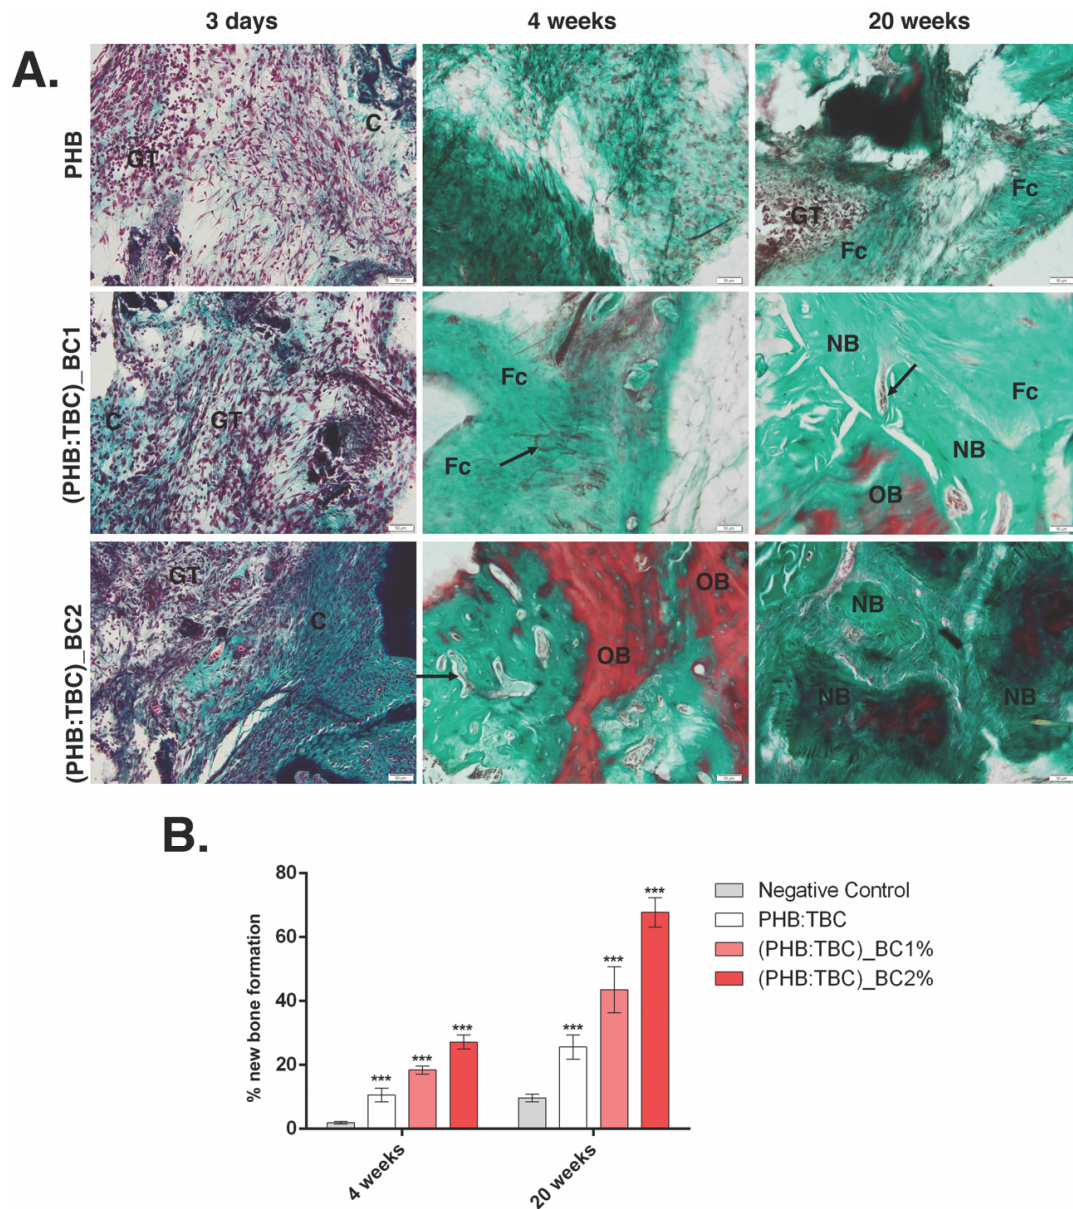 3 days 4 weeks 20 weeks
A.
PHB
GT
C
GT
Fc
Fc
(PHB:TBC)_BC1
C
GT
Fc
Fc
NB
Fc
NB
OB
(PHB:TBC)_BC2
GT
C
OB
OB
NB
NB
NB
B.
% new bone formation
80
60
40
20
0
***
***
***
***
***
***
4 weeks
20 weeks
Negative Control
PHB:TBC
(PHB:TBC)_BC1%
(PHB:TBC)_BC2%